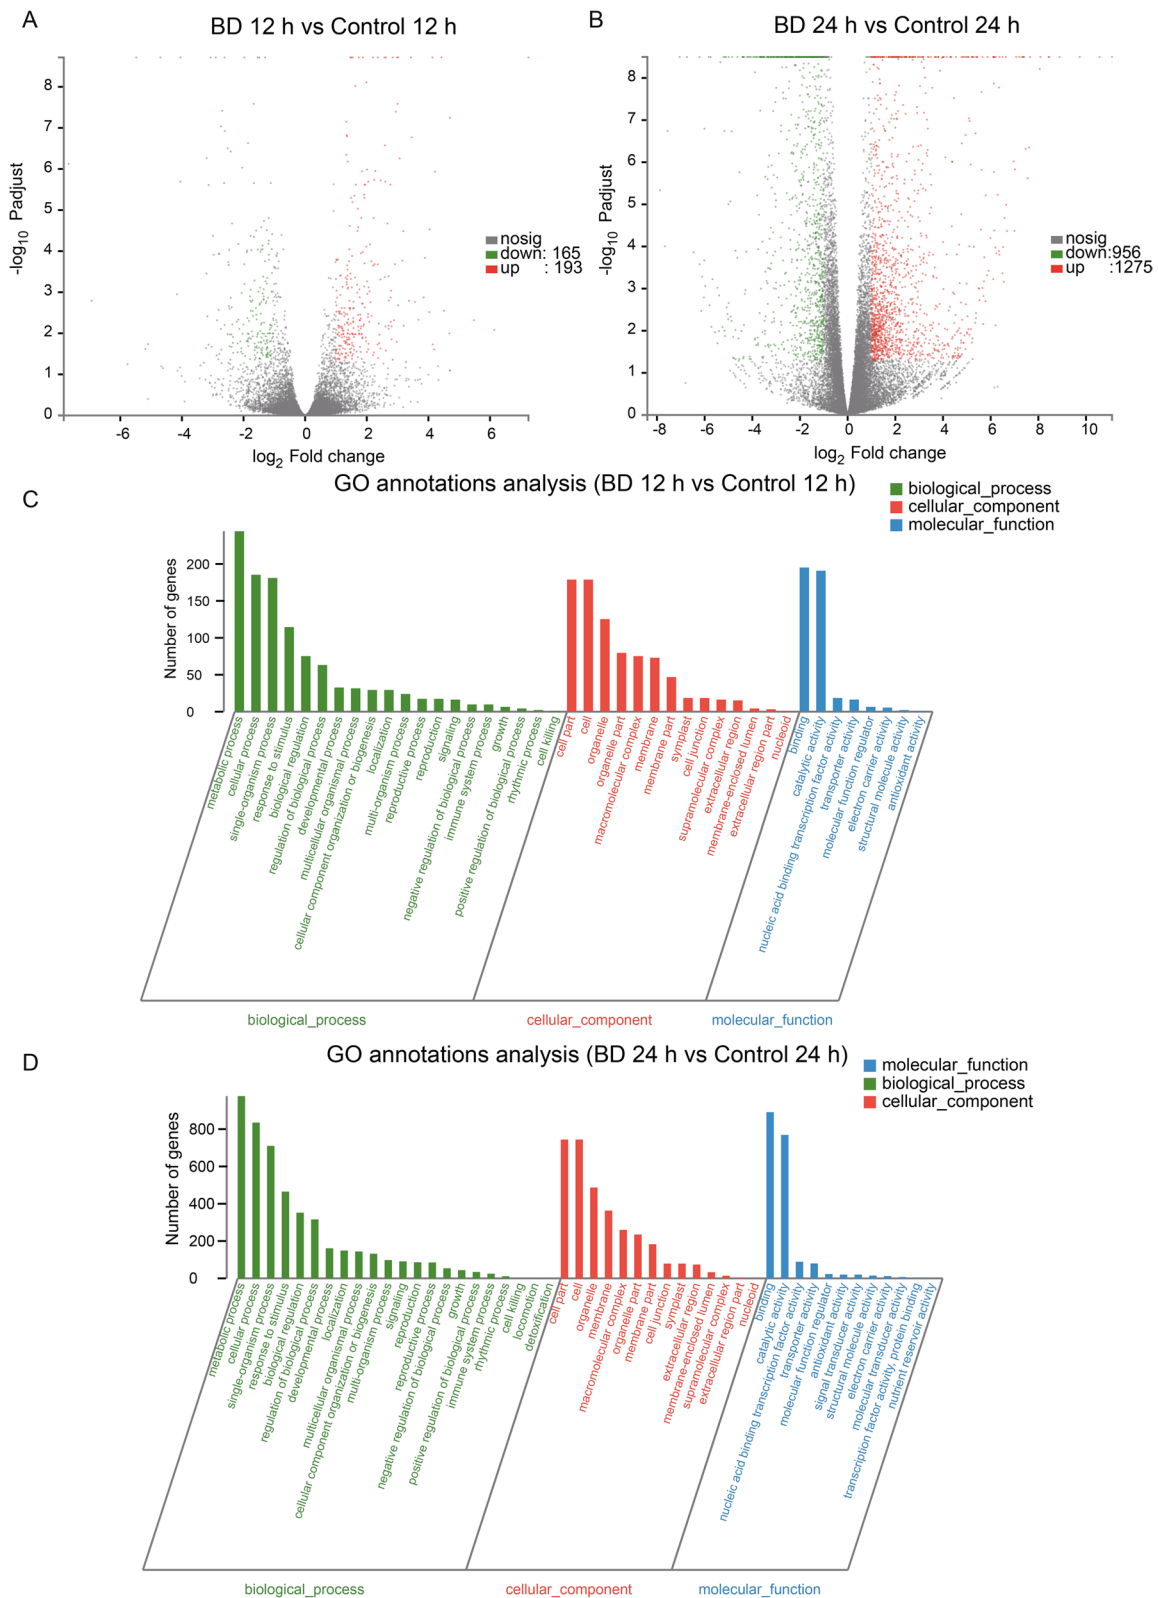 A
BD 12 h vs Control 12 h
-log10 Padjust
8
7
6
5
4
3
2
1
0
-6
-4
-2
0
2
4
6
log2 Fold change
nosig
down: 165
up : 193
B
BD 24 h vs Control 24 h
-log10 Padjust
8
7
6
5
4
3
2
1
0
-8
-6
-4
-2
0
2
4
6
8
10
log2 Fold change
nosig
down:956
up :1275
C
GO annotations analysis (BD 12 h vs Control 12 h)
biological_process
cellular_component
molecular_function
Number of genes
200
150
100
50
0
metabolic process
cellular process
single-organism process
response to stimulus
biological regulation
regulation of biological process
developmental process
multicellular organismal process
cellular component organization or biogenesis
localization
multi-organism process
reproductive process
reproduction
signaling
negative regulation of biological process
immune system process
growth
positive regulation of biological process
rhythmic process
cell killing
cell part
cell
organelle
organelle part
macromolecular complex
membrane
membrane part
symplast
cell junction
supramolecular complex
extracellular region
membrane-enclosed lumen
extracellular region part
nucleoid
binding
catalytic activity
nucleic acid binding transcription factor activity
transporter activity
molecular function regulator
electron carrier activity
structural molecule activity
antioxidant activity
biological_process
cellular_component
molecular_function
D
GO annotations analysis (BD 24 h vs Control 24 h)
molecular_function
biological_process
cellular_component
Number of genes
800
600
400
200
0
metabolic process
cellular process
single-organism process
response to stimulus
biological regulation
regulation of biological process
developmental process
localization
multicellular organismal process
cellular component organization or biogenesis
multi-organism process
signaling
reproduction
reproductive process
negative regulation of biological process
growth
positive regulation of biological process
immune system process
rhythmic process
cell killing
locomotion
detoxification
cell part
cell
organelle
membrane
macromolecular complex
organelle part
membrane part
cell junction
symplast
extracellular region
membrane-enclosed lumen
supramolecular complex
extracellular region part
nucleoid
binding
catalytic activity
nucleic acid binding transcription factor activity
transporter activity
molecular function regulator
antioxidant activity
signal transducer activity
structural molecule activity
electron carrier activity
molecular transducer activity
transcription factor activity, protein binding
nutrient reservoir activity
biological_process
cellular_component
molecular_function